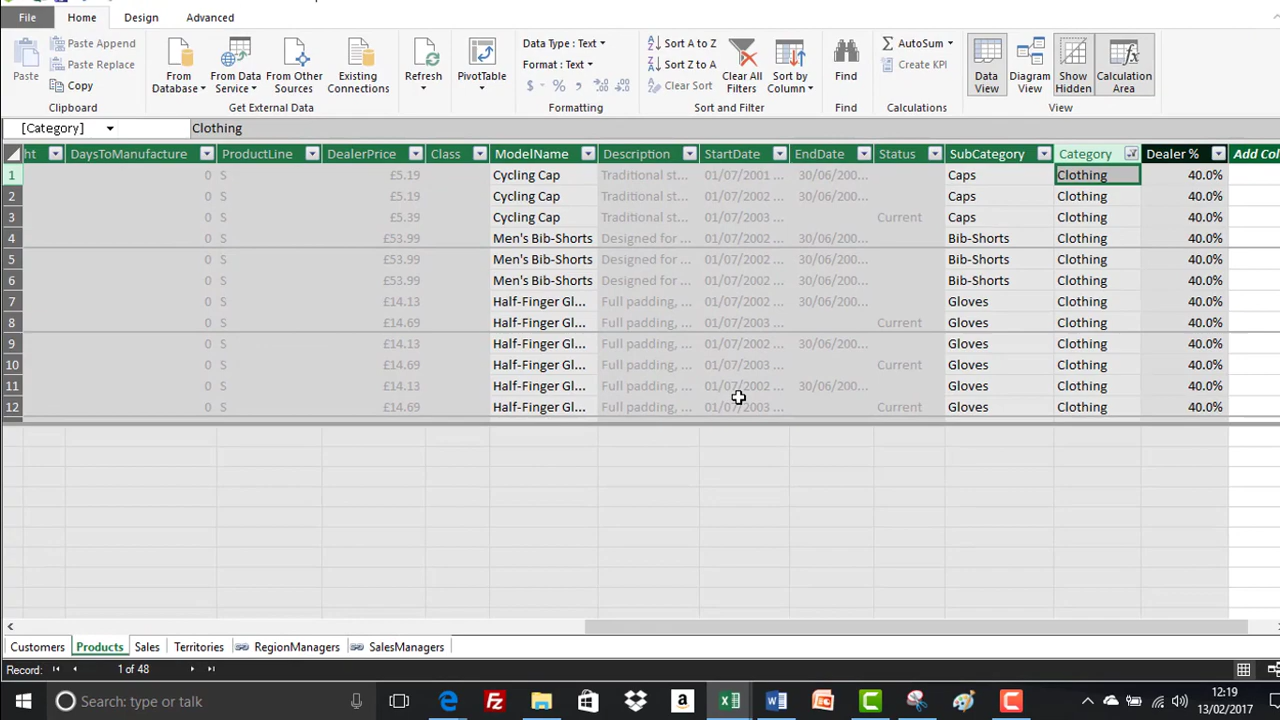 File Home Design Advanced
Paste Append
Paste Replace
Paste Copy
From Database From Data Service From Other Sources Existing Connections
Refresh
PivotTable
Data Type : Text
Format : Text
$ % ,
Sort A to Z
Sort Z to A
Clear Sort
Clear All Filters
Sort by Column
Find
AutoSum
Create KPI
Data View Diagram View Show Hidden Calculation Area
Clipboard Get External Data Formatting Sort and Filter Find Calculations View
[Category] Clothing
ht DaysToManufacture ProductLine DealerPrice Class ModelName Description StartDate EndDate Status SubCategory Category Dealer % Add Col
1 0 S £5.19 Cycling Cap Traditional st... 01/07/2001 ... 30/06/200... Caps Clothing 40.0%
2 0 S £5.19 Cycling Cap Traditional st... 01/07/2002 ... 30/06/200... Caps Clothing 40.0%
3 0 S £5.39 Cycling Cap Traditional st... 01/07/2003 ... Current Caps Clothing 40.0%
4 0 S £53.99 Men's Bib-Shorts Designed for ... 01/07/2002 ... 30/06/200... Bib-Shorts Clothing 40.0%
5 0 S £53.99 Men's Bib-Shorts Designed for ... 01/07/2002 ... 30/06/200... Bib-Shorts Clothing 40.0%
6 0 S £53.99 Men's Bib-Shorts Designed for ... 01/07/2002 ... 30/06/200... Bib-Shorts Clothing 40.0%
7 0 S £14.13 Half-Finger Gl... Full padding, ... 01/07/2002 ... 30/06/200... Gloves Clothing 40.0%
8 0 S £14.69 Half-Finger Gl... Full padding, ... 01/07/2003 ... Current Gloves Clothing 40.0%
9 0 S £14.13 Half-Finger Gl... Full padding, ... 01/07/2002 ... 30/06/200... Gloves Clothing 40.0%
10 0 S £14.69 Half-Finger Gl... Full padding, ... 01/07/2003 ... Current Gloves Clothing 40.0%
11 0 S £14.13 Half-Finger Gl... Full padding, ... 01/07/2002 ... 30/06/200... Gloves Clothing 40.0%
12 0 S £14.69 Half-Finger Gl... Full padding, ... 01/07/2003 ... Current Gloves Clothing 40.0%
Customers Products Sales Territories RegionManagers SalesManagers
Record: 1 of 48
Search: type or talk
12:19
13/02/2017